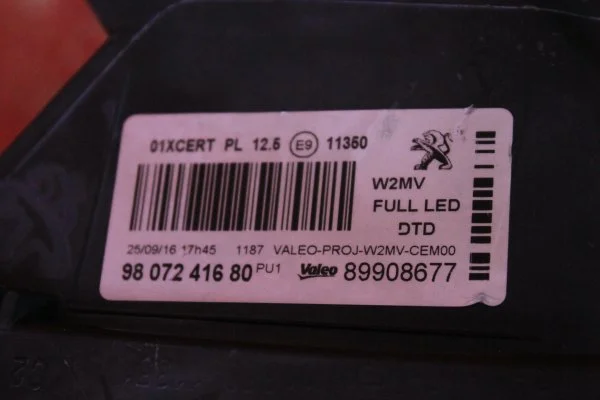 01XCERT PL 12.5 E9 11350
W2MV
FULL LED
DTD
25/09/16 17h45 1187 VALEO-PROJ-W2MV-CEM00
98 072 416 80 PU1 Valeo 89908677